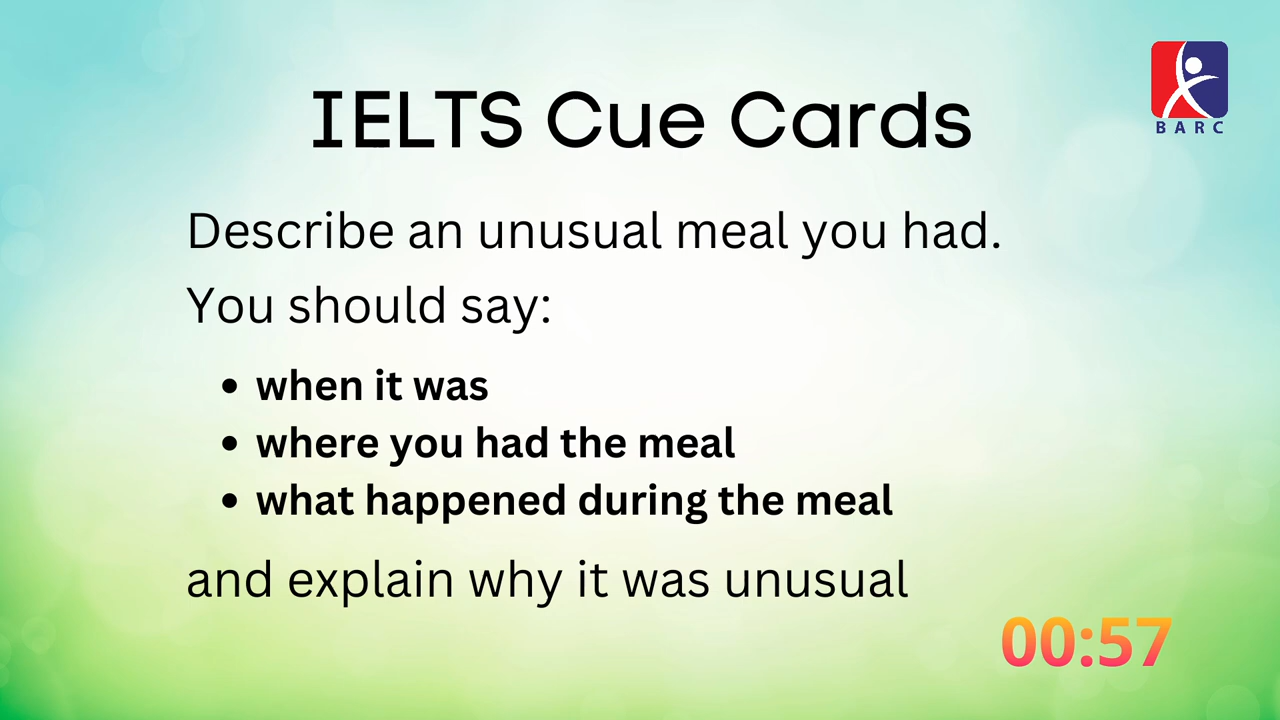 BARC
IELTS Cue Cards
Describe an unusual meal you had.
You should say:
• when it was
• where you had the meal
• what happened during the meal
and explain why it was unusual
00:57